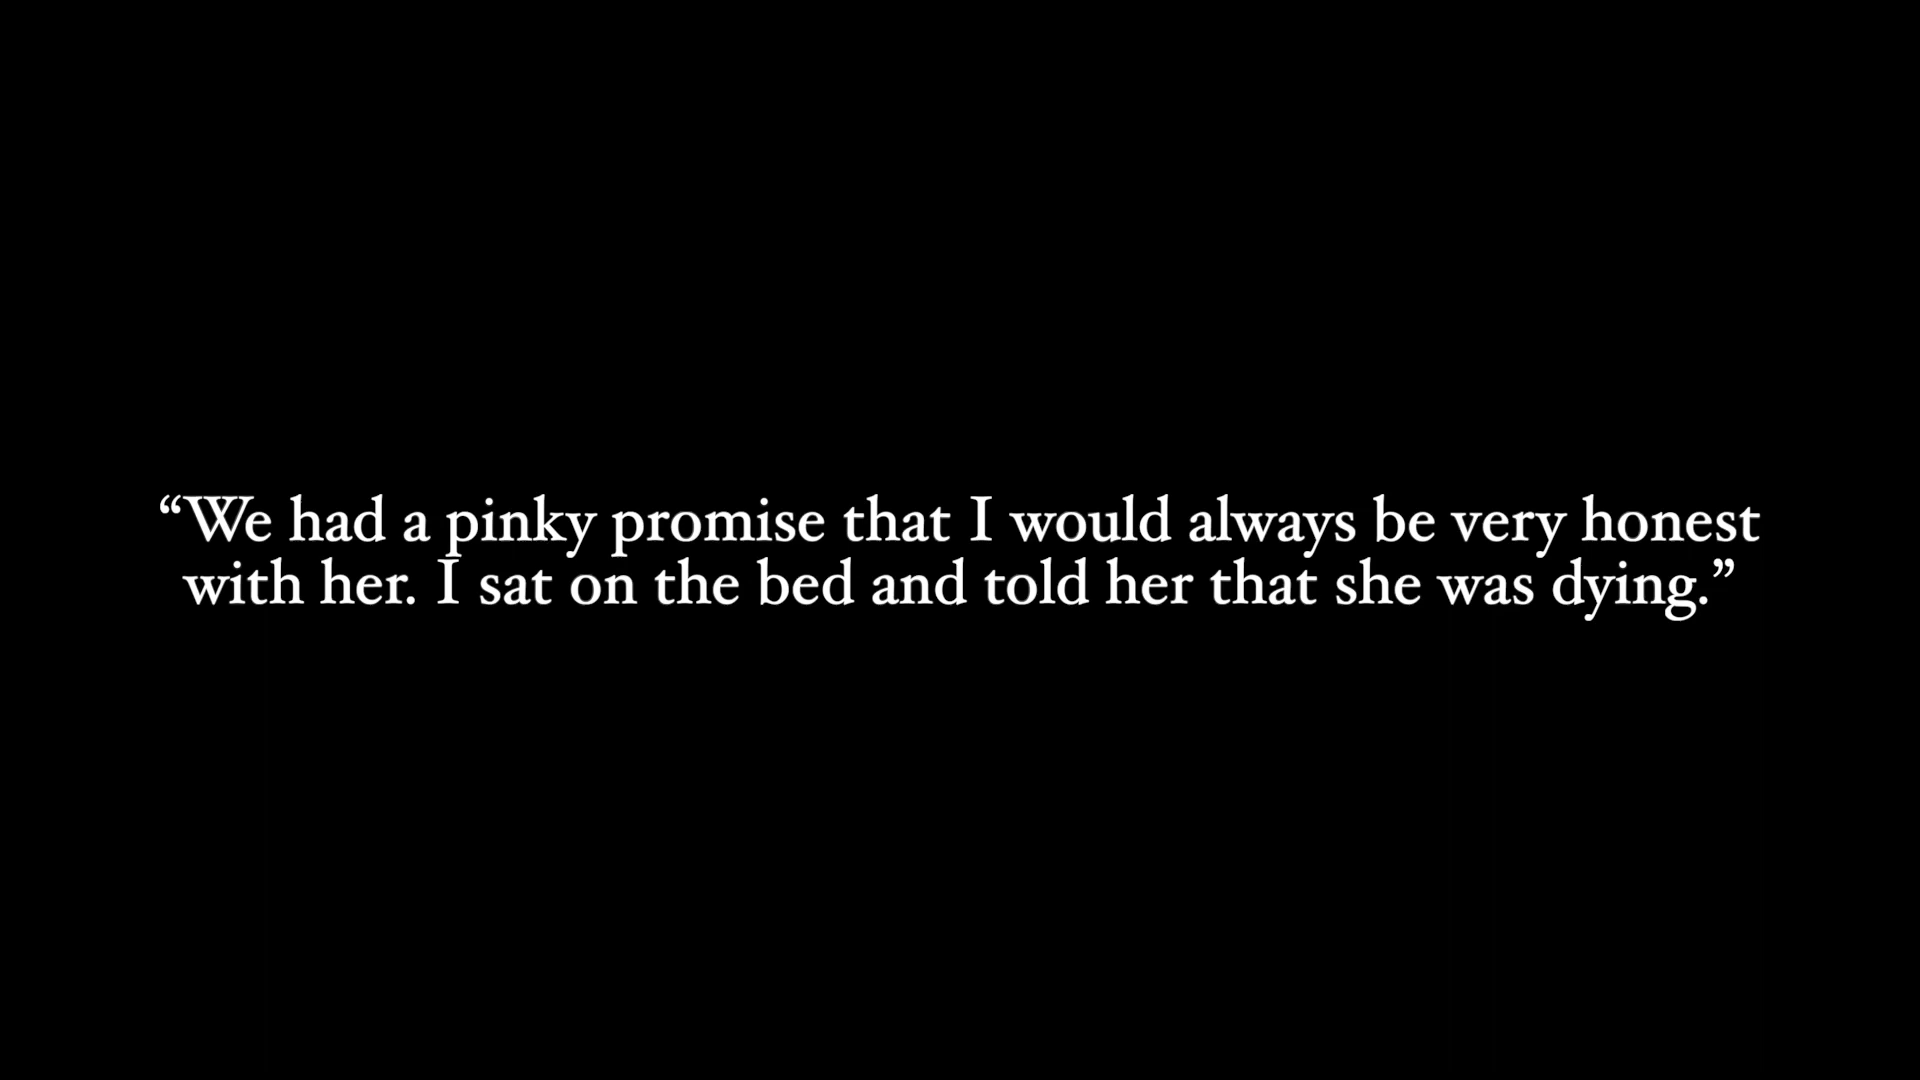 “We had a pinky promise that I would always be very honest
with her. I sat on the bed and told her that she was dying.”